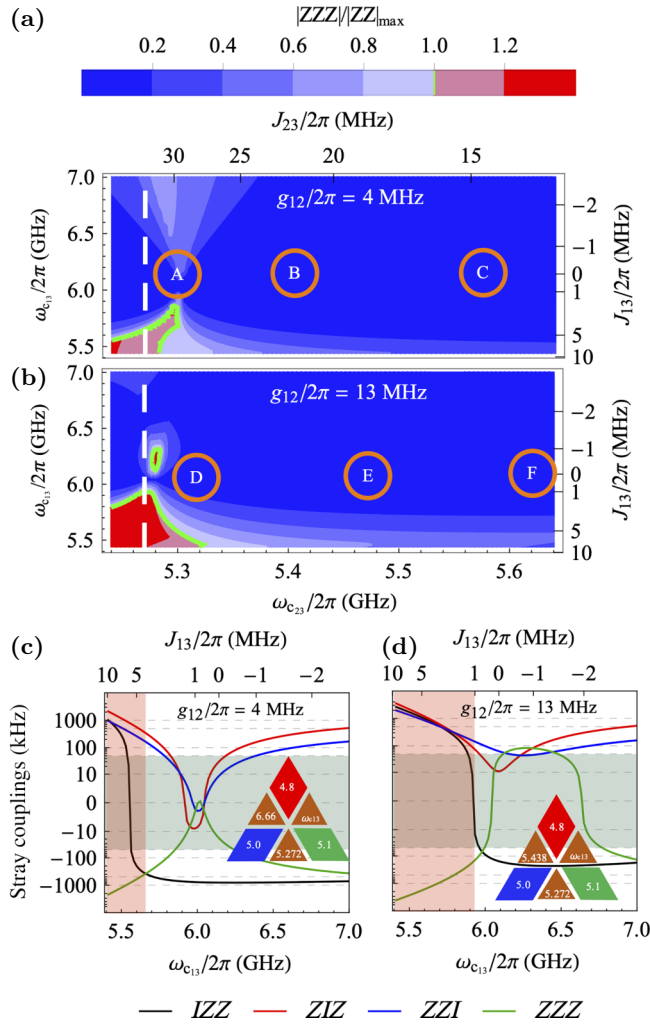 (a)
|ZZZ|/|ZZ|max
0.2 0.4 0.6 0.8 1.0 1.2
J23/2π (MHz)
30 25 20 15
7.0 6.5 6.0 5.5
ωc13/2π (GHz)
g12/2π = 4 MHz
A B C
−2 −1 0 1 5 10
J13/2π (MHz)
(b)
7.0 6.5 6.0 5.5
ωc13/2π (GHz)
g12/2π = 13 MHz
D E F
−2 −1 0 1 5 10
J13/2π (MHz)
5.3 5.4 5.5 5.6
ωc23/2π (GHz)
(c)
J13/2π (MHz)
10 5 1 0 −1 −2
g12/2π = 4 MHz
Stray couplings (kHz)
1000
100
10
0
−10
−100
−1000
4.8
6.66 ωc13
5.0 5.272 5.1
5.5 6.0 6.5 7.0
ωc13/2π (GHz)
(d)
J13/2π (MHz)
10 5 1 0 −1 −2
g12/2π = 13 MHz
4.8
5.438 ωc13
5.0 5.272 5.1
5.5 6.0 6.5 7.0
ωc13/2π (GHz)
IZZ ZIZ ZZI ZZZ